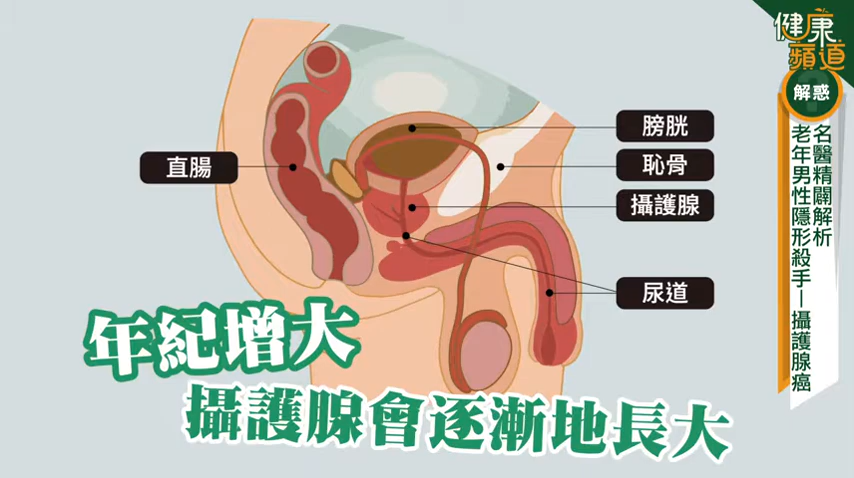 健康
頻道
解惑
名醫精闢解析
老年男性隱形殺手—攝護腺癌
膀胱
恥骨
直腸
攝護腺
尿道
年紀增大
攝護腺會逐漸地長大